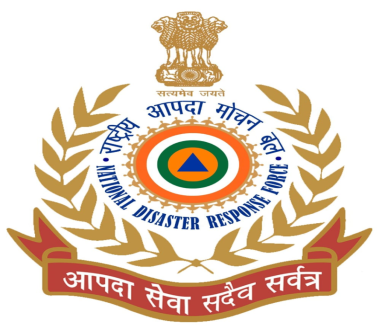 सत्यमेव जयते
राष्ट्रीय आपदा मोचन बल
NATIONAL DISASTER RESPONSE FORCE
आपदा सेवा सदैव सर्वत्र